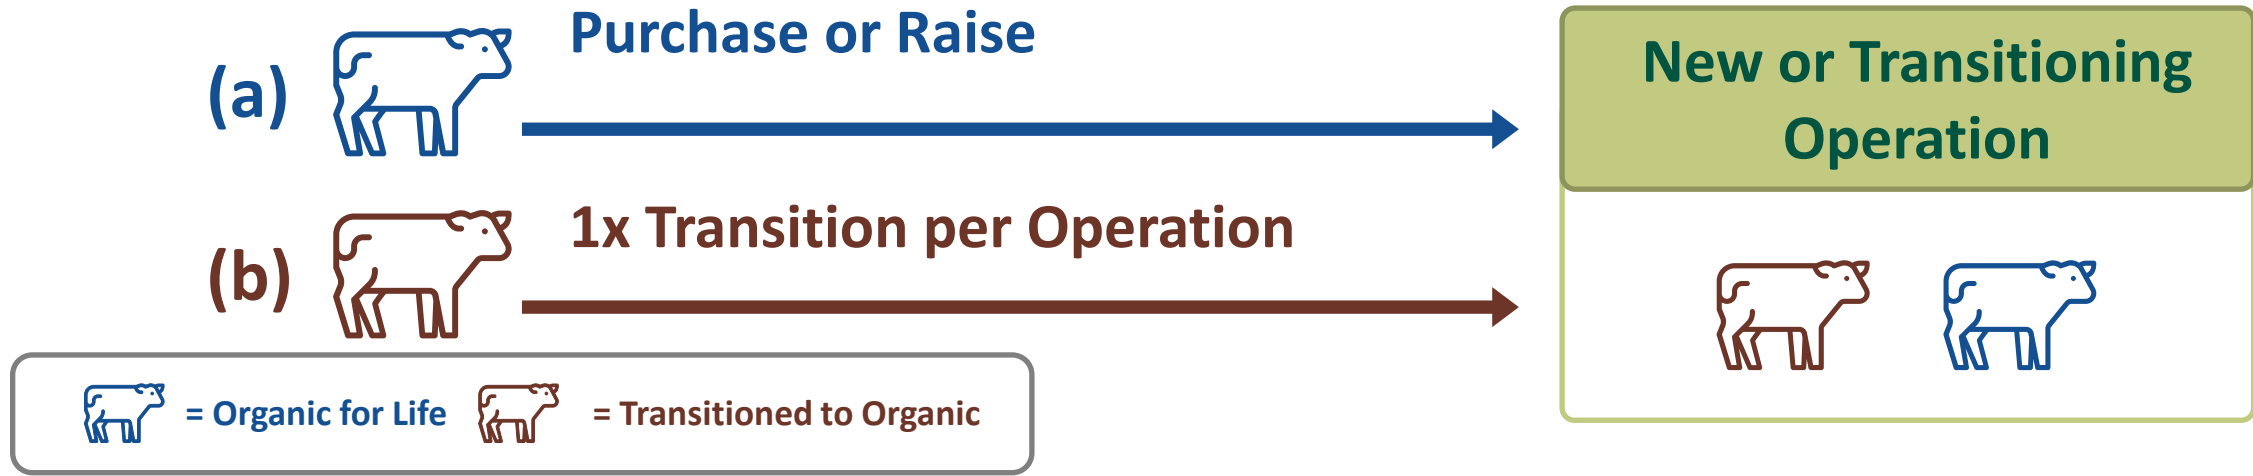 (a)
Purchase or Raise
New or Transitioning
Operation
(b)
1x Transition per Operation
= Organic for Life
= Transitioned to Organic